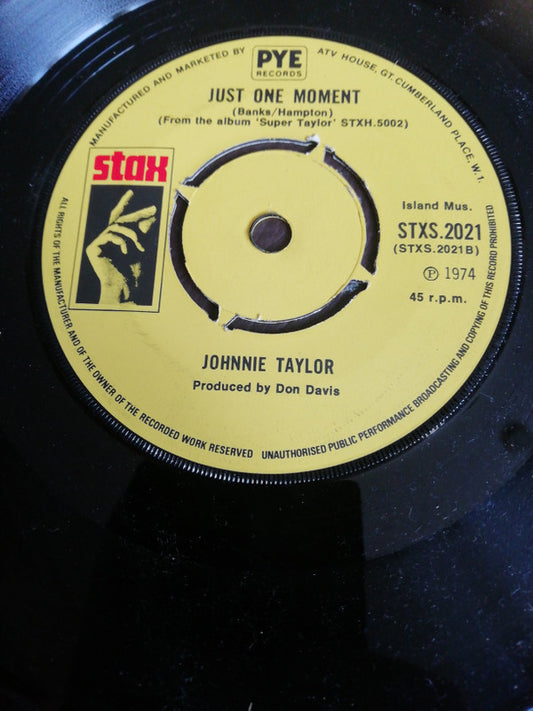 MANUFACTURED AND MARKETED BY
PYE
RECORDS
ATV HOUSE, GT. CUMBERLAND PLACE, W.1.
JUST ONE MOMENT
(Banks/Hampton)
(From the album 'Super Taylor' STXH.5002)
stax
Island Mus.
STXS.2021
(STXS.2021B)
Ⓟ 1974
45 r.p.m.
JOHNNIE TAYLOR
Produced by Don Davis
ALL RIGHTS OF THE MANUFACTURER AND OF THE OWNER OF THE RECORDED WORK RESERVED
UNAUTHORISED PUBLIC PERFORMANCE BROADCASTING AND COPYING OF THIS RECORD PROHIBITED